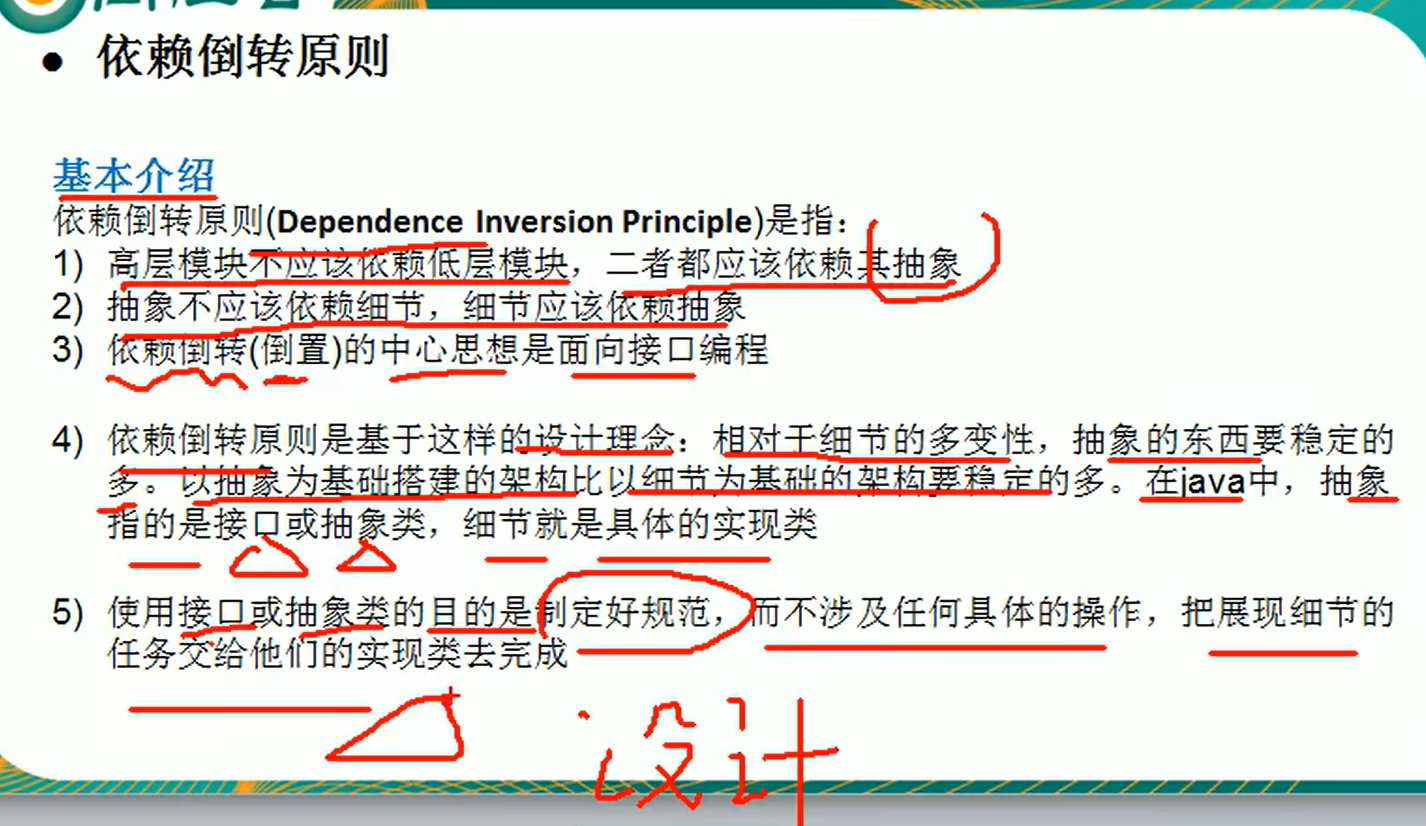 • 依赖倒转原则
基本介绍
依赖倒转原则(Dependence Inversion Principle)是指：
1) 高层模块不应该依赖低层模块，二者都应该依赖其抽象
2) 抽象不应该依赖细节，细节应该依赖抽象
3) 依赖倒转(倒置)的中心思想是面向接口编程
4) 依赖倒转原则是基于这样的设计理念：相对于细节的多变性，抽象的东西要稳定的
多。以抽象为基础搭建的架构比以细节为基础的架构要稳定的多。在java中，抽象
指的是接口或抽象类，细节就是具体的实现类
5) 使用接口或抽象类的目的是制定好规范，而不涉及任何具体的操作，把展现细节的
任务交给他们的实现类去完成
设计